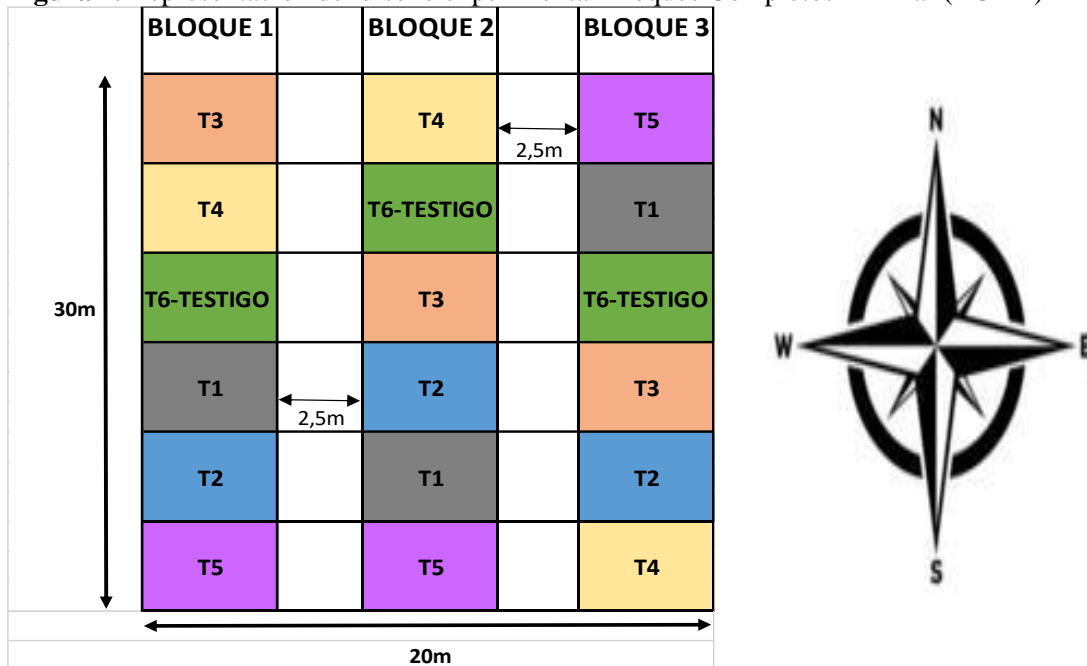 BLOQUE 1 BLOQUE 2 BLOQUE 3
T3 T4 T5
2,5m
T4 T6-TESTIGO T1
30m
T6-TESTIGO T3 T6-TESTIGO
T1 T2 T3
2,5m
T2 T1 T2
T5 T5 T4
20m
N
W E
S